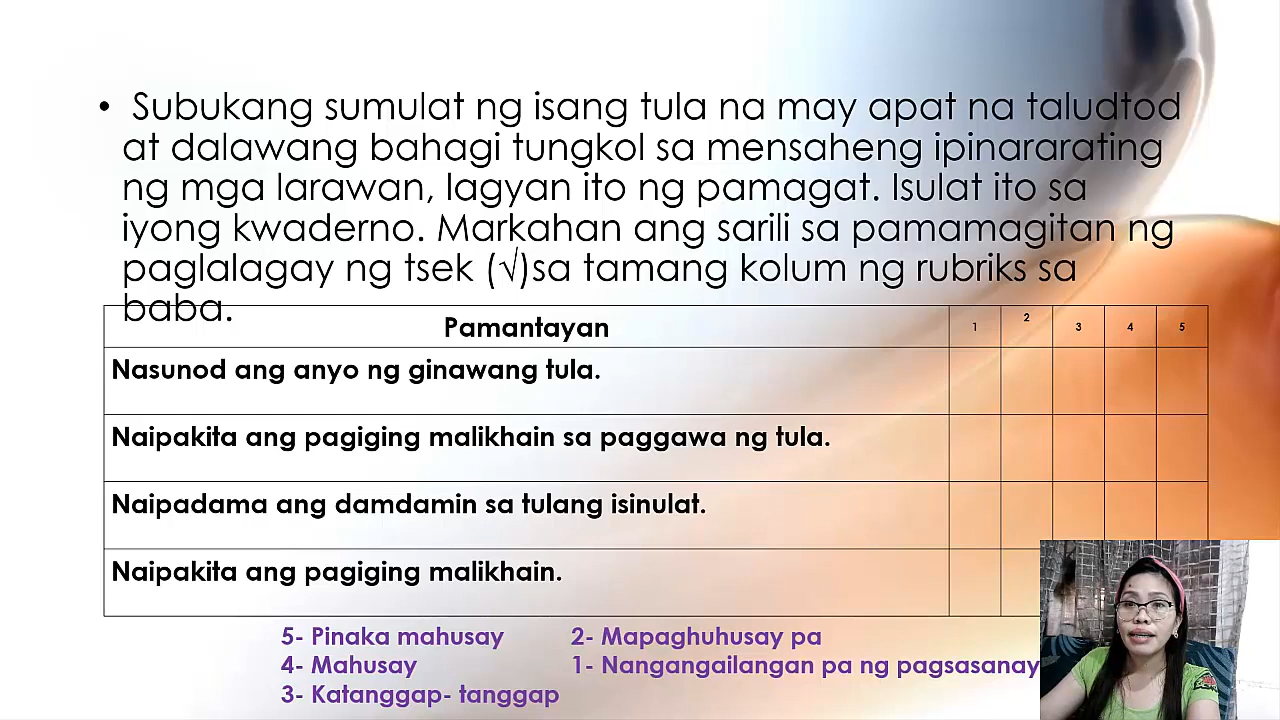 • Subukang sumulat ng isang tula na may apat na taludtod
at dalawang bahagi tungkol sa mensaheng ipinararating
ng mga larawan, lagyan ito ng pamagat. Isulat ito sa
iyong kwaderno. Markahan ang sarili sa pamamagitan ng
paglalagay ng tsek (√)sa tamang kolum ng rubriks sa
baba.
Pamantayan 1 2 3 4 5
Nasunod ang anyo ng ginawang tula.
Naipakita ang pagiging malikhain sa paggawa ng tula.
Naipadama ang damdamin sa tulang isinulat.
Naipakita ang pagiging malikhain.
5- Pinaka mahusay 2- Mapaghuhusay pa
4- Mahusay 1- Nangangailangan pa ng pagsasanay
3- Katanggap- tanggap